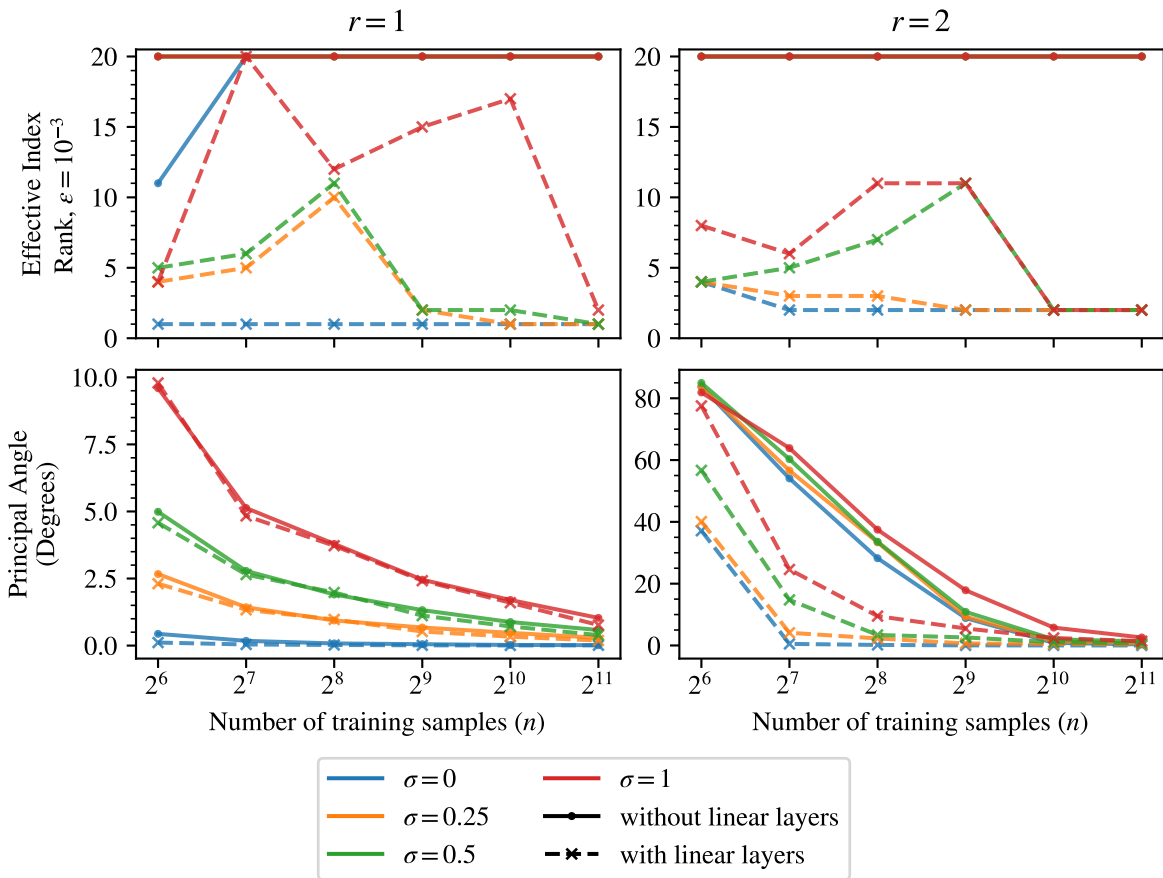 r = 1
r = 2
Effective Index
Rank, ε = 10⁻³
20
15
10
5
0
20
15
10
5
0
Principal Angle
(Degrees)
10.0
7.5
5.0
2.5
0.0
80
60
40
20
0
2⁶ 2⁷ 2⁸ 2⁹ 2¹⁰ 2¹¹
2⁶ 2⁷ 2⁸ 2⁹ 2¹⁰ 2¹¹
Number of training samples (n)
Number of training samples (n)
σ = 0
σ = 0.25
σ = 0.5
σ = 1
without linear layers
with linear layers